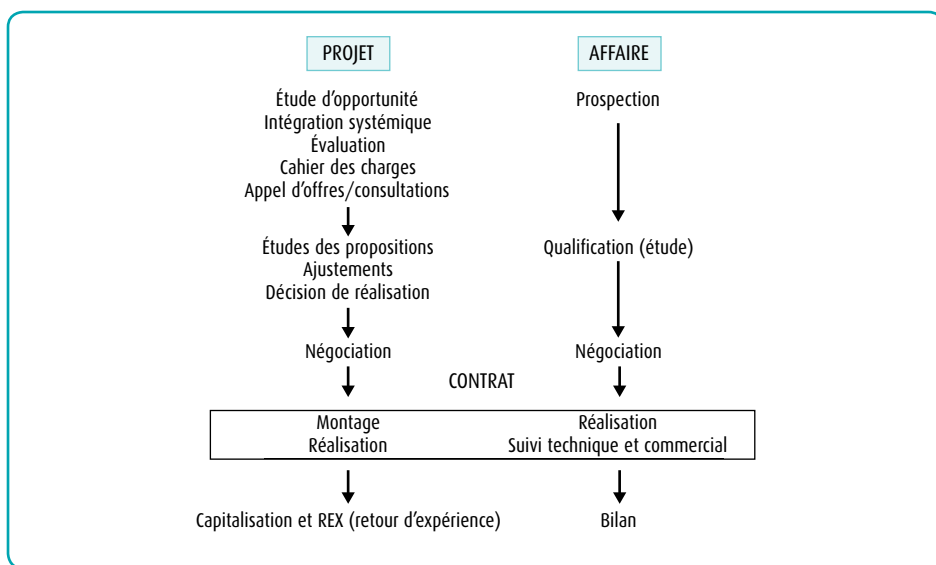 PROJET
AFFAIRE
Étude d'opportunité
Prospection
Intégration systémique
Évaluation
Cahier des charges
Appel d'offres/consultations
Études des propositions
Qualification (étude)
Ajustements
Décision de réalisation
Négociation
Négociation
CONTRAT
Montage
Réalisation
Réalisation
Suivi technique et commercial
Capitalisation et REX (retour d'expérience)
Bilan